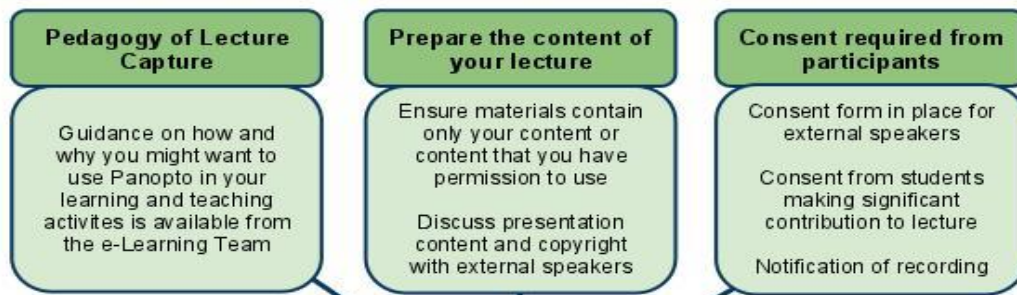 Pedagogy of Lecture
Capture
Guidance on how and
why you might want to
use Panopto in your
learning and teaching
activites is available from
the e-Learning Team
Prepare the content of
your lecture
Ensure materials contain
only your content or
content that you have
permission to use
Discuss presentation
content and copyright
with external speakers
Consent required from
participants
Consent form in place for
external speakers
Consent from students
making significant
contribution to lecture
Notification of recording